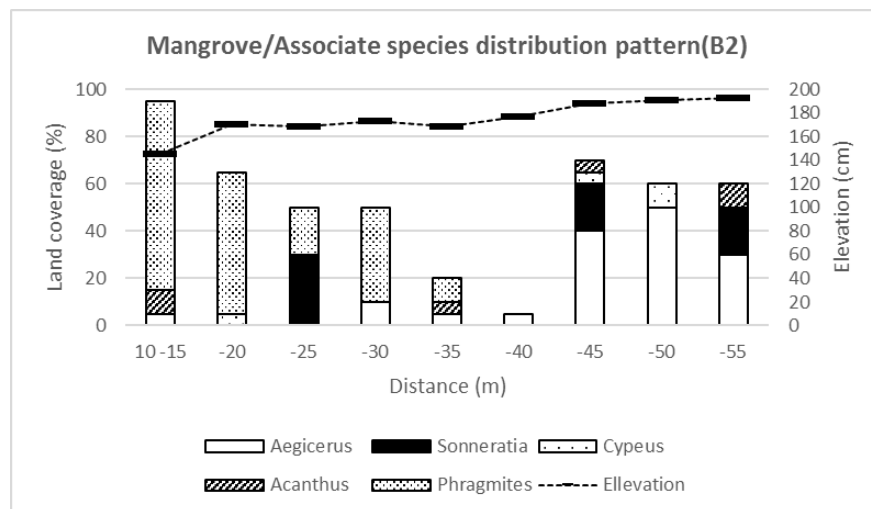 Mangrove/Associate species distribution pattern(B2)
100
80
60
40
20
0
Land coverage (%)
200
180
160
140
120
100
80
60
40
20
0
Elevation (cm)
10 -15 -20 -25 -30 -35 -40 -45 -50 -55
Distance (m)
Aegicerus Sonneratia Cypeus
Acanthus Phragmites Ellevation